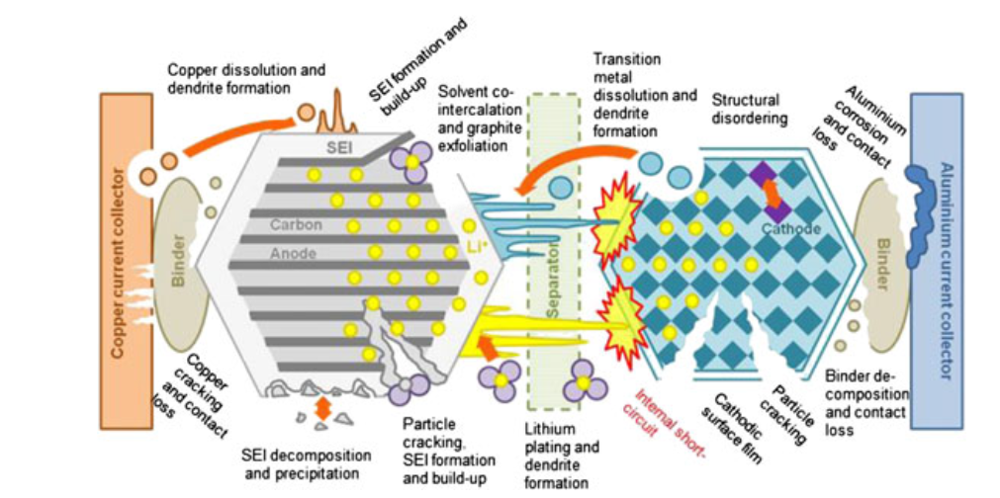 Copper dissolution and
dendrite formation
SEI formation and
build-up
Solvent co-
intercalation
and graphite
exfoliation
Transition
metal
dissolution and
dendrite
formation
Structural
disordering
Aluminium
corrosion
and contact
loss
Copper current collector
Binder
SEI
Carbon
Anode
Li+
Separator
Cathode
Binder
Aluminium current collector
Copper
cracking
and contact
loss
SEI decomposition
and precipitation
Particle
cracking,
SEI formation
and build-up
Lithium
plating and
dendrite
formation
Internal short-
circuit
Cathodic
surface film
Particle
cracking
Binder de-
composition
and contact
loss